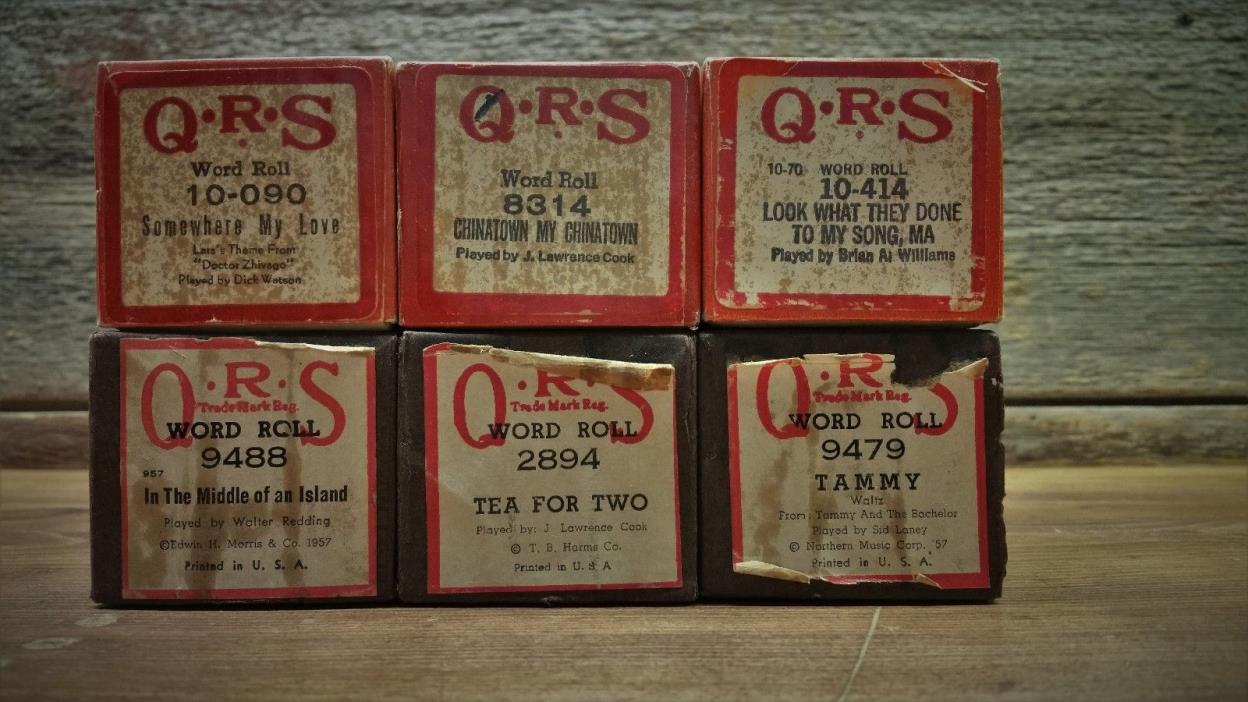 Q·R·S
Word Roll
10-090
Somewhere My Love
Lara's Theme From
"Doctor Zhivago"
Played by Dick Watson
Q·R·S
Word Roll
8314
CHINATOWN MY CHINATOWN
Played by J. Lawrence Cook
Q·R·S
10-70 WORD ROLL
10-414
LOOK WHAT THEY DONE
TO MY SONG, MA
Played by Brian A. Williams
Q·R·S
Trade Mark Reg.
WORD ROLL
9488
957
In The Middle of an Island
Played by Walter Redding
©Edwin H. Morris & Co. 1957
Printed in U. S. A.
Q·R·S
Trade Mark Reg.
WORD ROLL
2894
TEA FOR TWO
Played by: J. Lawrence Cook
© T. B. Harms Co.
Printed in U. S. A
Q·R·S
Trade Mark Reg.
WORD ROLL
9479
TAMMY
Waltz
From: Tammy And The Bachelor
Played by Sid Laney
© Northern Music Corp. '57
Printed in U. S. A.